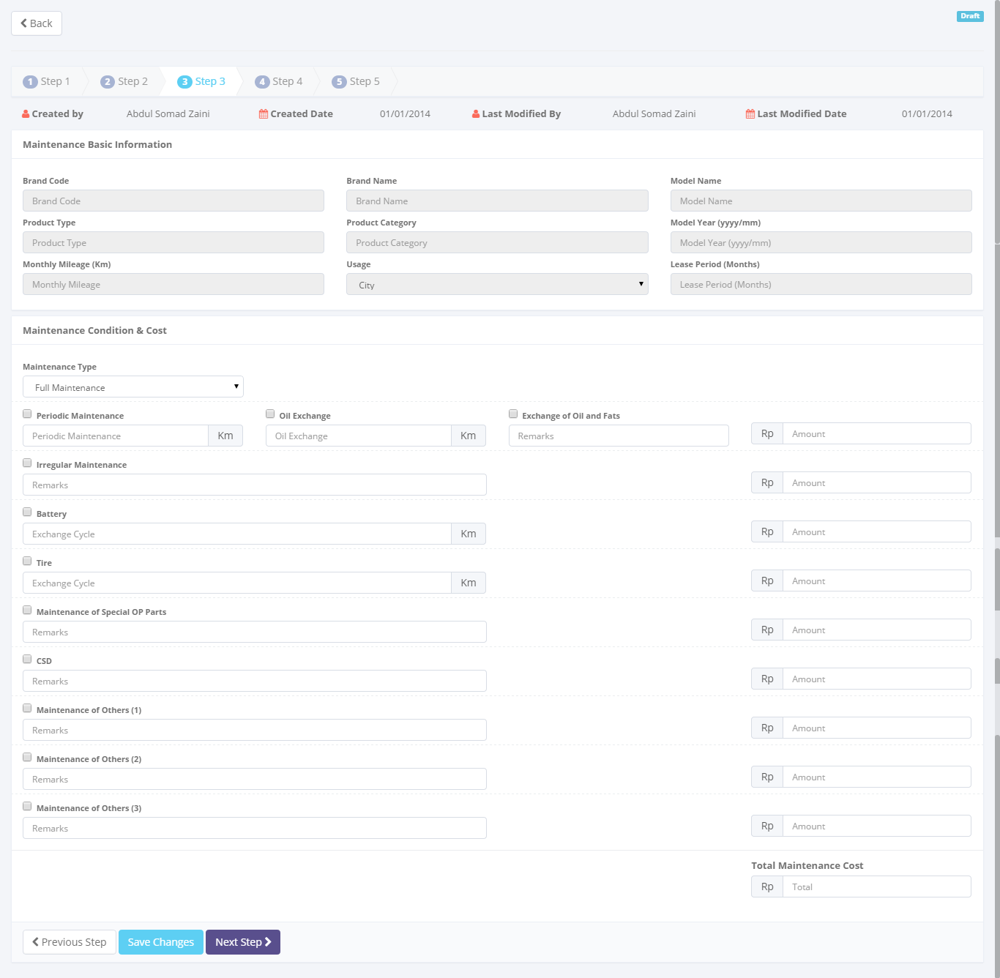 Back
Draft
1 Step 1 2 Step 2 3 Step 3 4 Step 4 5 Step 5
Created by Abdul Somad Zaini Created Date 01/01/2014 Last Modified By Abdul Somad Zaini Last Modified Date 01/01/2014
Maintenance Basic Information
Brand Code Brand Name Model Name
Brand Code Brand Name Model Name
Product Type Product Category Model Year (yyyy/mm)
Product Type Product Category Model Year (yyyy/mm)
Monthly Mileage (Km) Usage Lease Period (Months)
Monthly Mileage City Lease Period (Months)
Maintenance Condition & Cost
Maintenance Type
Full Maintenance
Periodic Maintenance Oil Exchange Exchange of Oil and Fats
Periodic Maintenance Km Oil Exchange Km Remarks Rp Amount
Irregular Maintenance
Remarks Rp Amount
Battery
Exchange Cycle Km Rp Amount
Tire
Exchange Cycle Km Rp Amount
Maintenance of Special OP Parts
Remarks Rp Amount
CSD
Remarks Rp Amount
Maintenance of Others (1)
Remarks Rp Amount
Maintenance of Others (2)
Remarks Rp Amount
Maintenance of Others (3)
Remarks Rp Amount
Total Maintenance Cost
Rp Total
Previous Step Save Changes Next Step